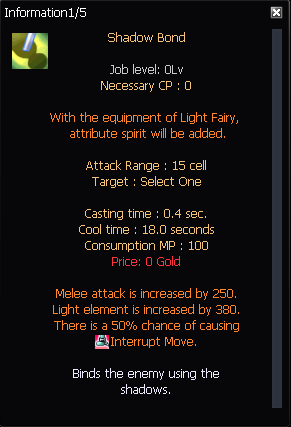 Information1/5
Shadow Bond
Job level: 0Lv
Necessary CP : 0
With the equipment of Light Fairy,
attribute spirit will be added.
Attack Range : 15 cell
Target : Select One
Casting time : 0.4 sec.
Cool time : 18.0 seconds
Consumption MP : 100
Price: 0 Gold
Melee attack is increased by 250.
Light element is increased by 380.
There is a 50% chance of causing
Interrupt Move.
Binds the enemy using the
shadows.